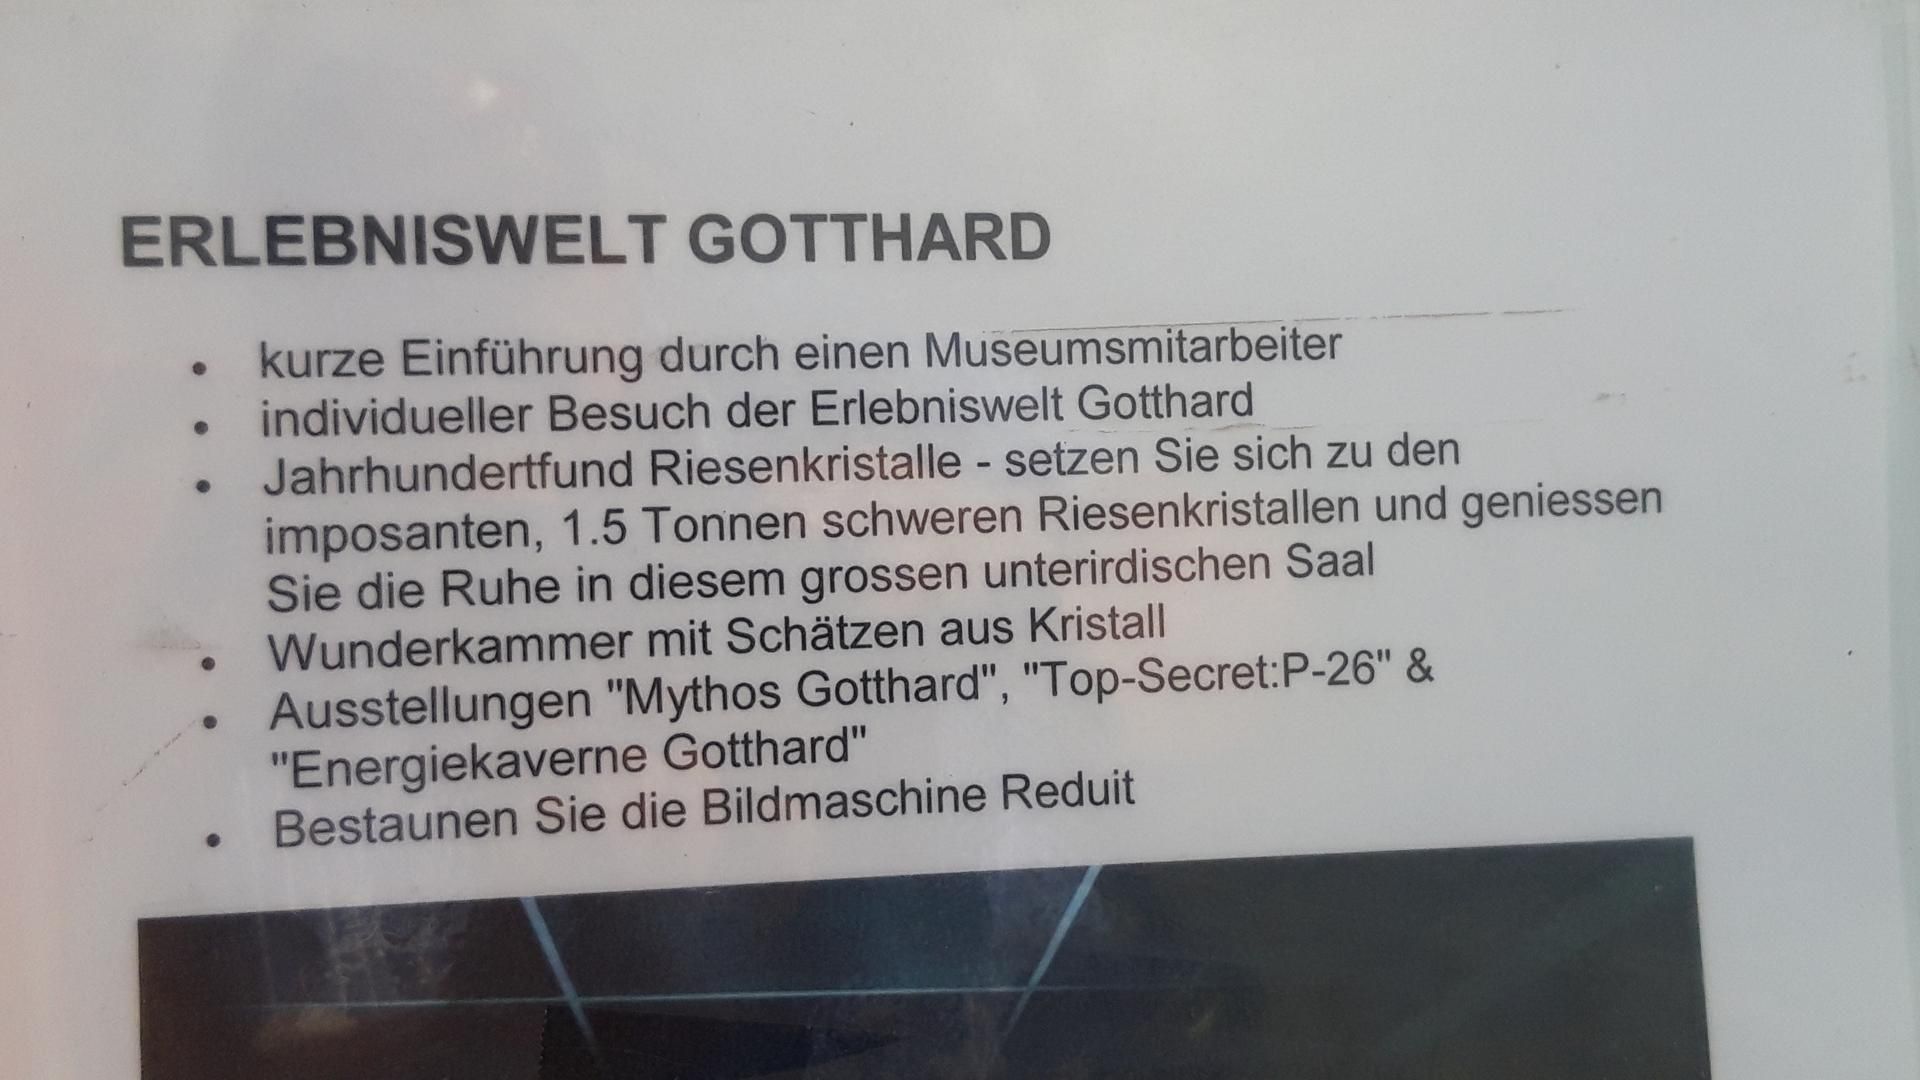 ERLEBNISWELT GOTTHARD
• kurze Einführung durch einen Museumsmitarbeiter
• individueller Besuch der Erlebniswelt Gotthard
• Jahrhundertfund Riesenkristalle - setzen Sie sich zu den
imposanten, 1.5 Tonnen schweren Riesenkristallen und geniessen
Sie die Ruhe in diesem grossen unterirdischen Saal
• Wunderkammer mit Schätzen aus Kristall
• Ausstellungen "Mythos Gotthard", "Top-Secret:P-26" &
"Energiekaverne Gotthard"
• Bestaunen Sie die Bildmaschine Reduit